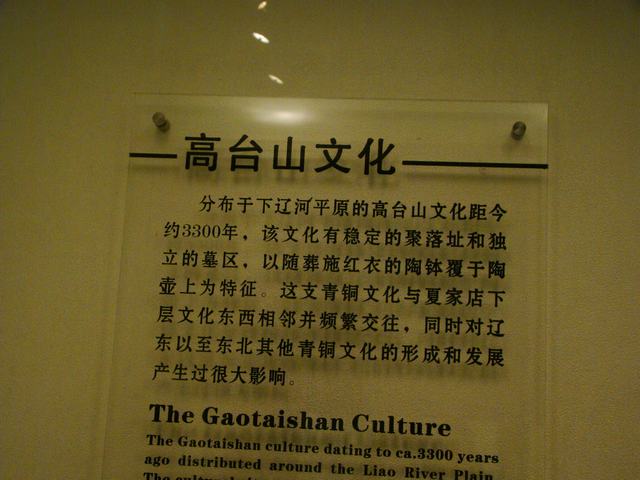 高台山文化
分布于下辽河平原的高台山文化距今
约3300年，该文化有稳定的聚落址和独
立的墓区，以随葬施红衣的陶钵覆于陶
壶上为特征。这支青铜文化与夏家店下
层文化东西相邻并频繁交往，同时对辽
东以至东北其他青铜文化的形成和发展
产生过很大影响。
The Gaotaishan Culture
The Gaotaishan culture dating to ca.3300 years
ago distributed around the Liao River Plain.